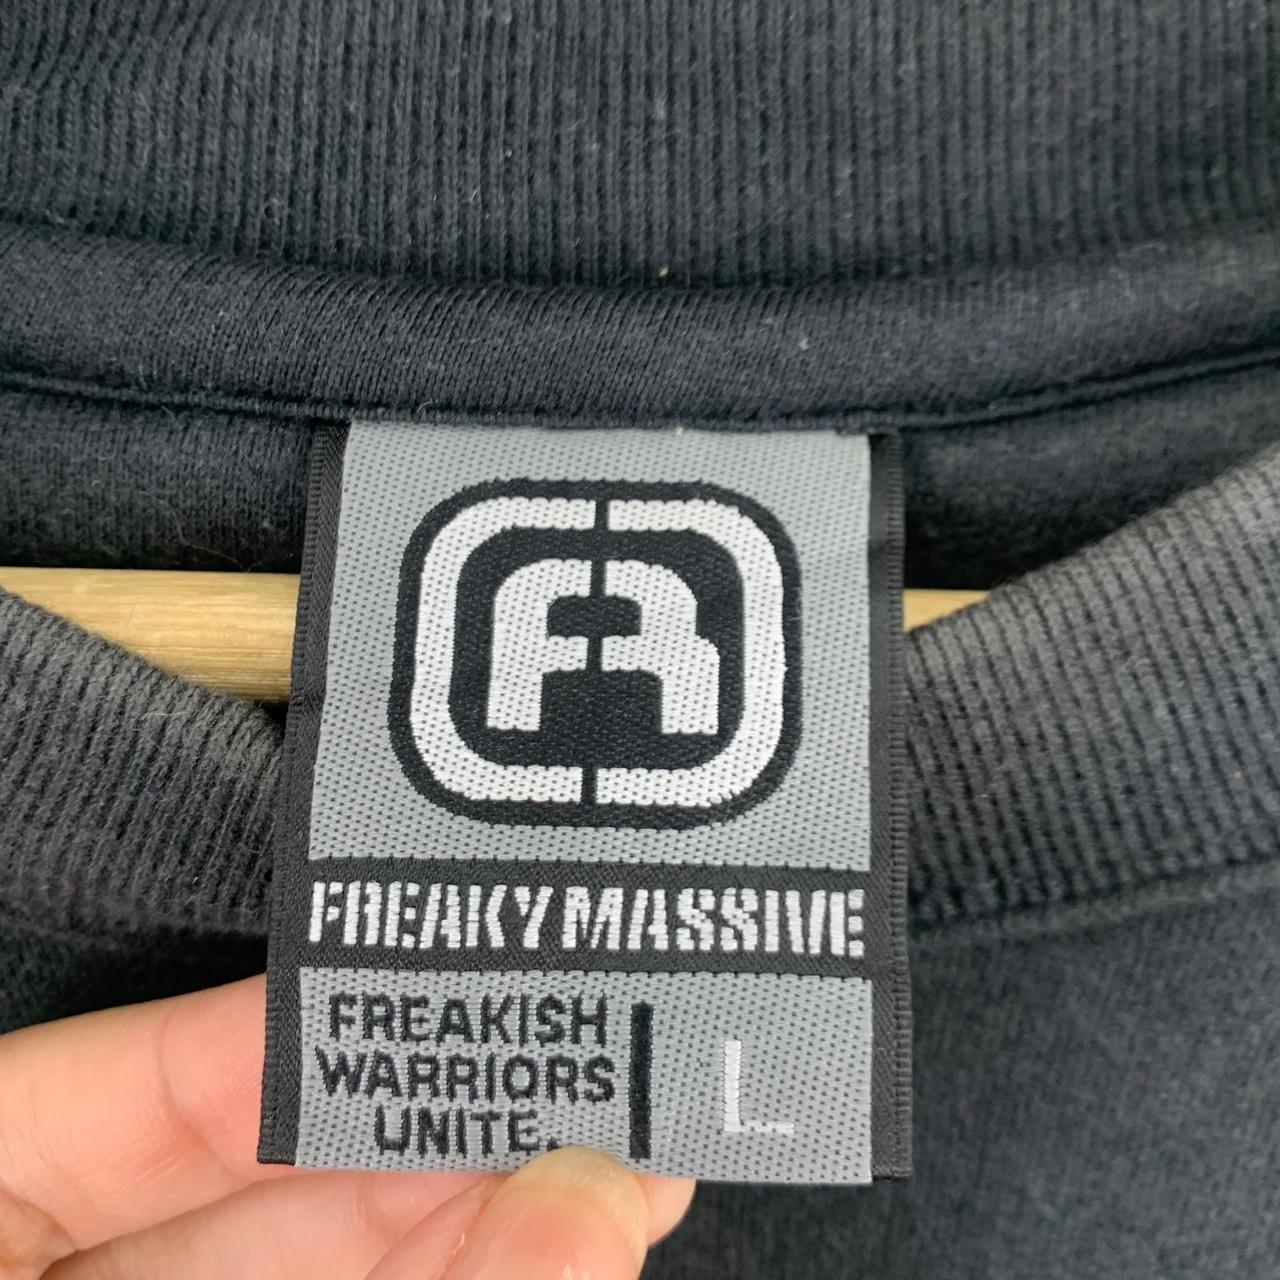 FREAKY MASSIVE
FREAKISH
WARRIORS
UNITE.
L